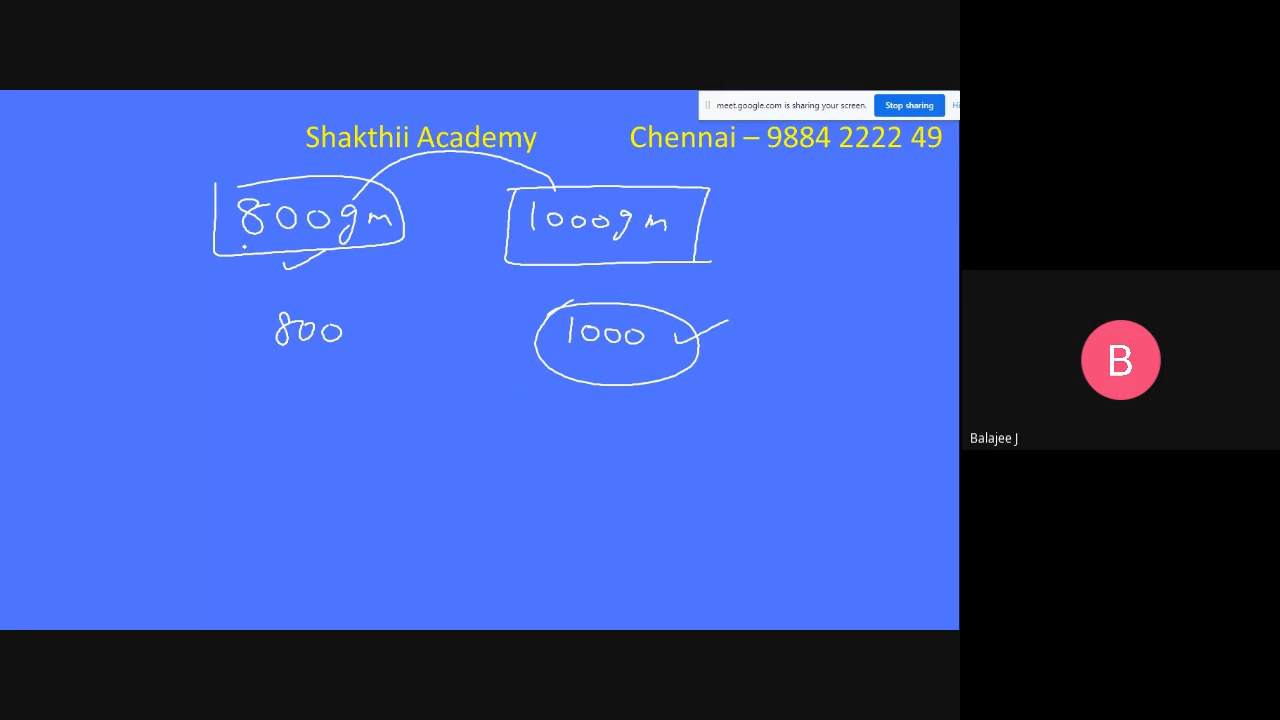 meet.google.com is sharing your screen. Stop sharing Hi
Shakthii Academy Chennai – 9884 2222 49
800gm 1000gm
800 1000
B
Balajee J